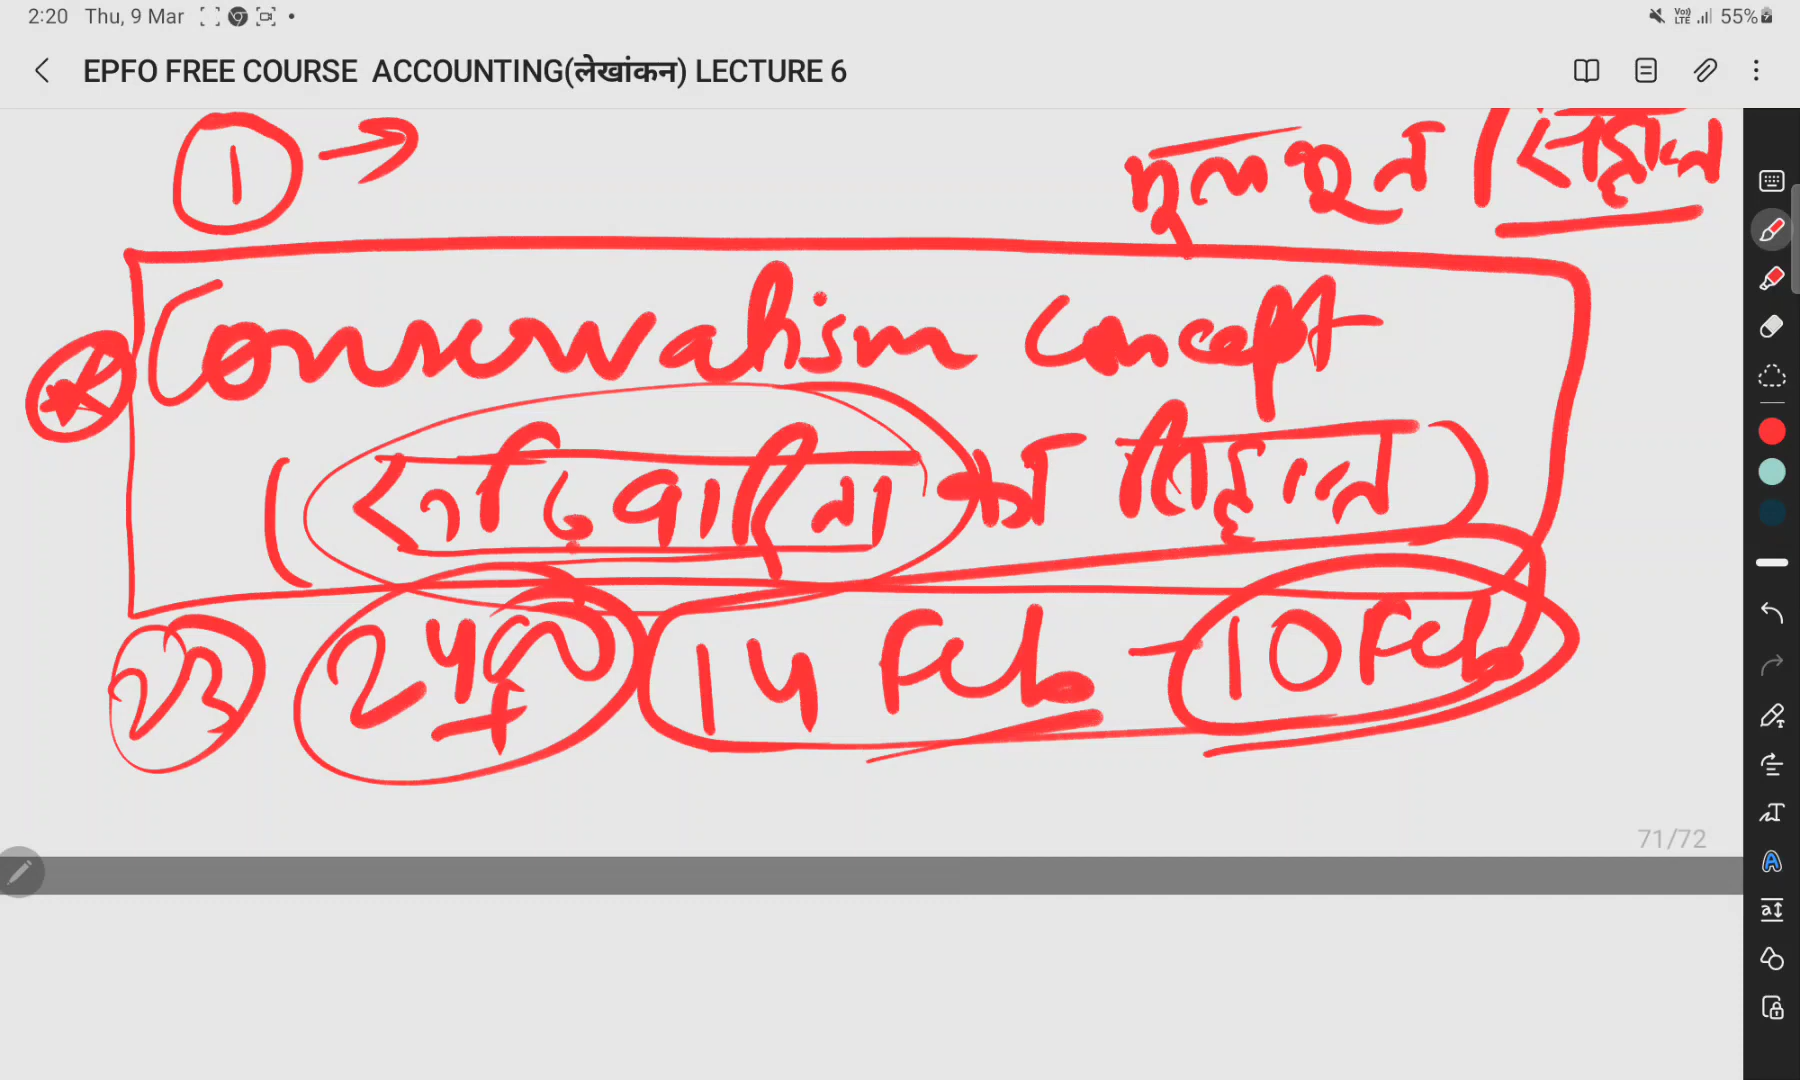 2:20 Thu, 9 Mar 55%
EPFO FREE COURSE ACCOUNTING(लेखांकन) LECTURE 6
1 → मूलभूत सिद्धान्त
Conservatism Concept
(रूढिवादिता का सिद्धान्त)
23 14 Feb - 10 Feb
71/72